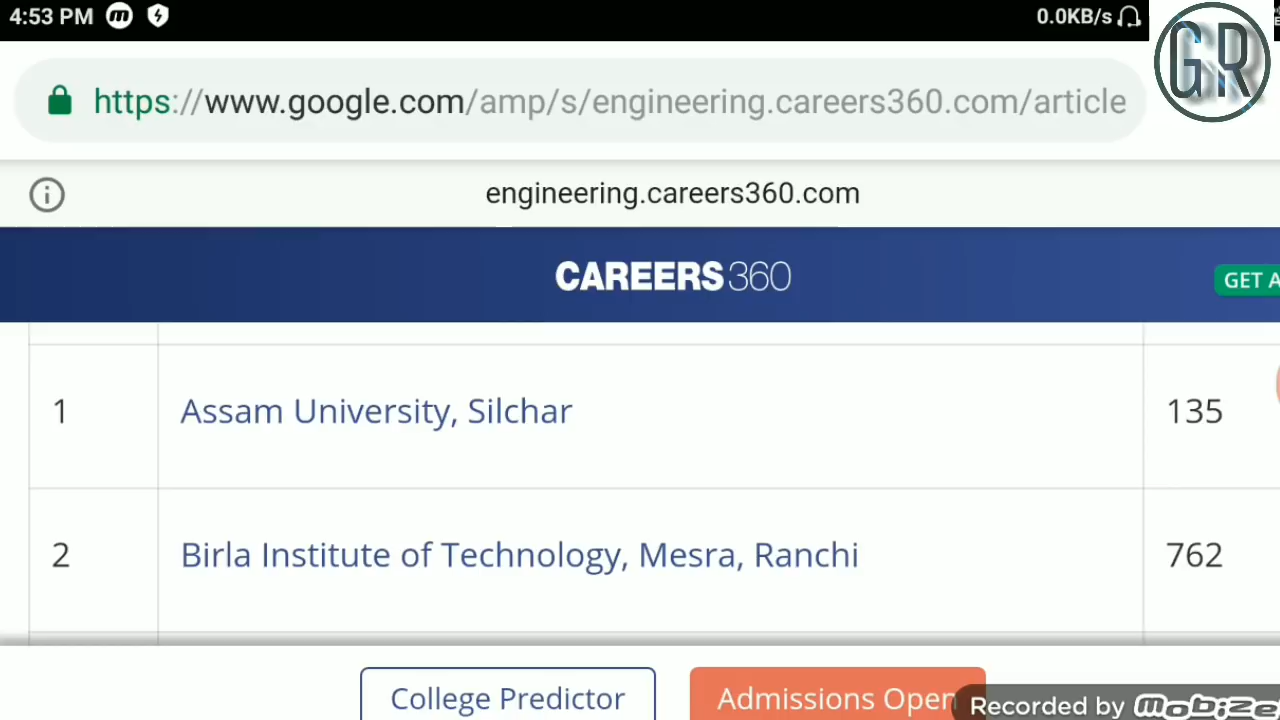 4:53 PM
0.0KB/s
GR
https://www.google.com/amp/s/engineering.careers360.com/article
engineering.careers360.com
CAREERS360
GET A
1 Assam University, Silchar 135
2 Birla Institute of Technology, Mesra, Ranchi 762
College Predictor
Admissions Open
Recorded by mobizen